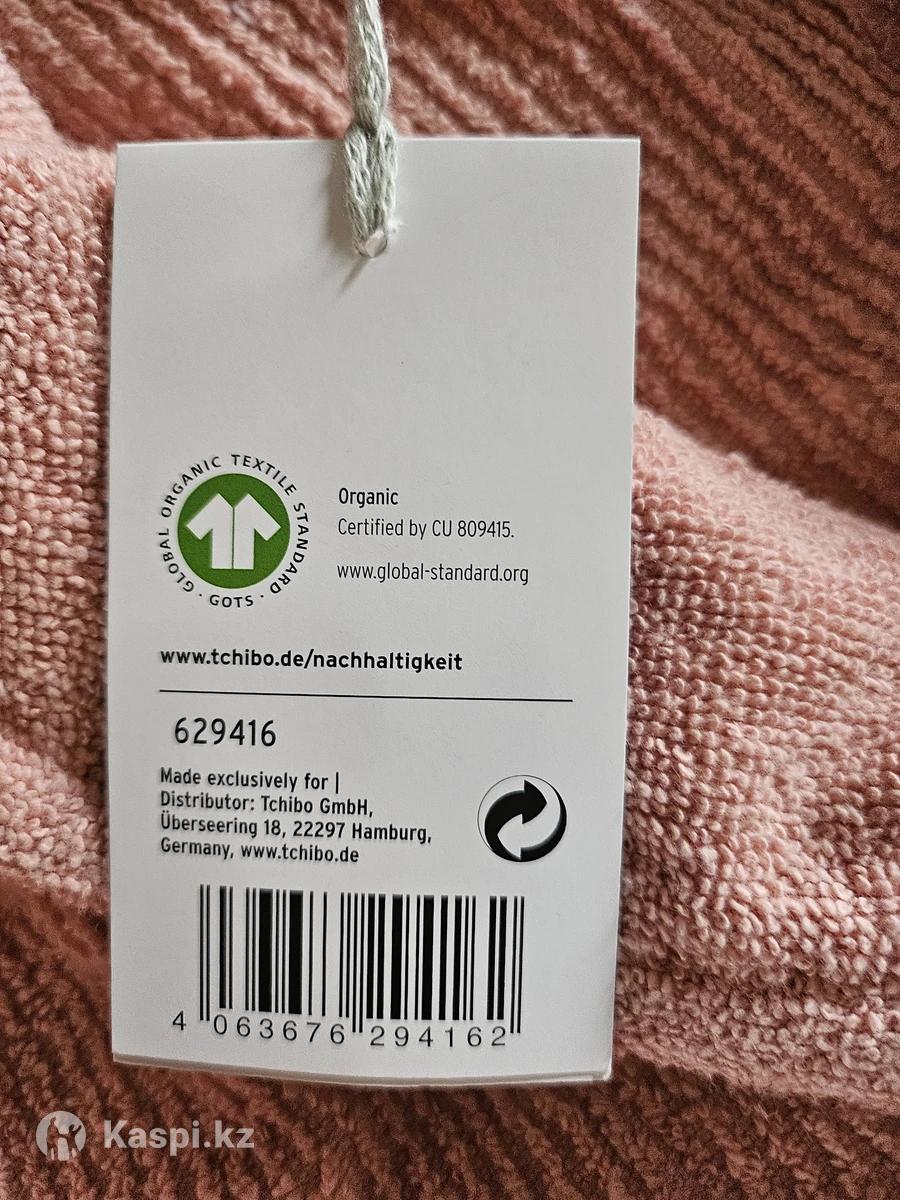 GLOBAL ORGANIC TEXTILE STANDARD · GOTS ·
Organic
Certified by CU 809415.
www.global-standard.org
www.tchibo.de/nachhaltigkeit
629416
Made exclusively for |
Distributor: Tchibo GmbH,
Überseering 18, 22297 Hamburg,
Germany, www.tchibo.de
4 063676 294162
Kaspi.kz